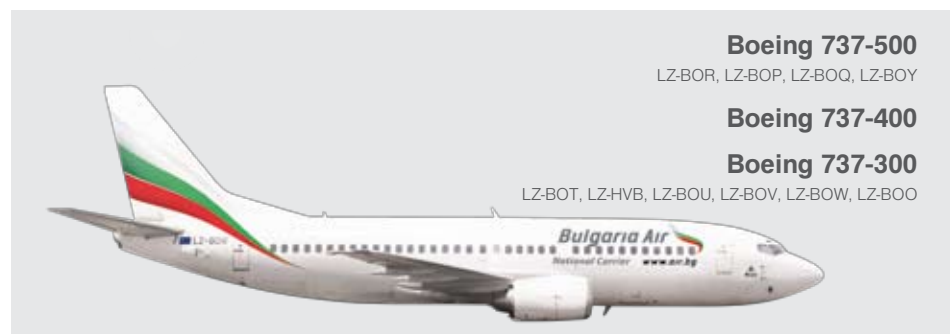 Boeing 737-500
LZ-BOR, LZ-BOP, LZ-BOQ, LZ-BOY
Boeing 737-400
Boeing 737-300
LZ-BOT, LZ-HVB, LZ-BOU, LZ-BOV, LZ-BOW, LZ-BOO
Bulgaria Air
National Carrier www.air.bg